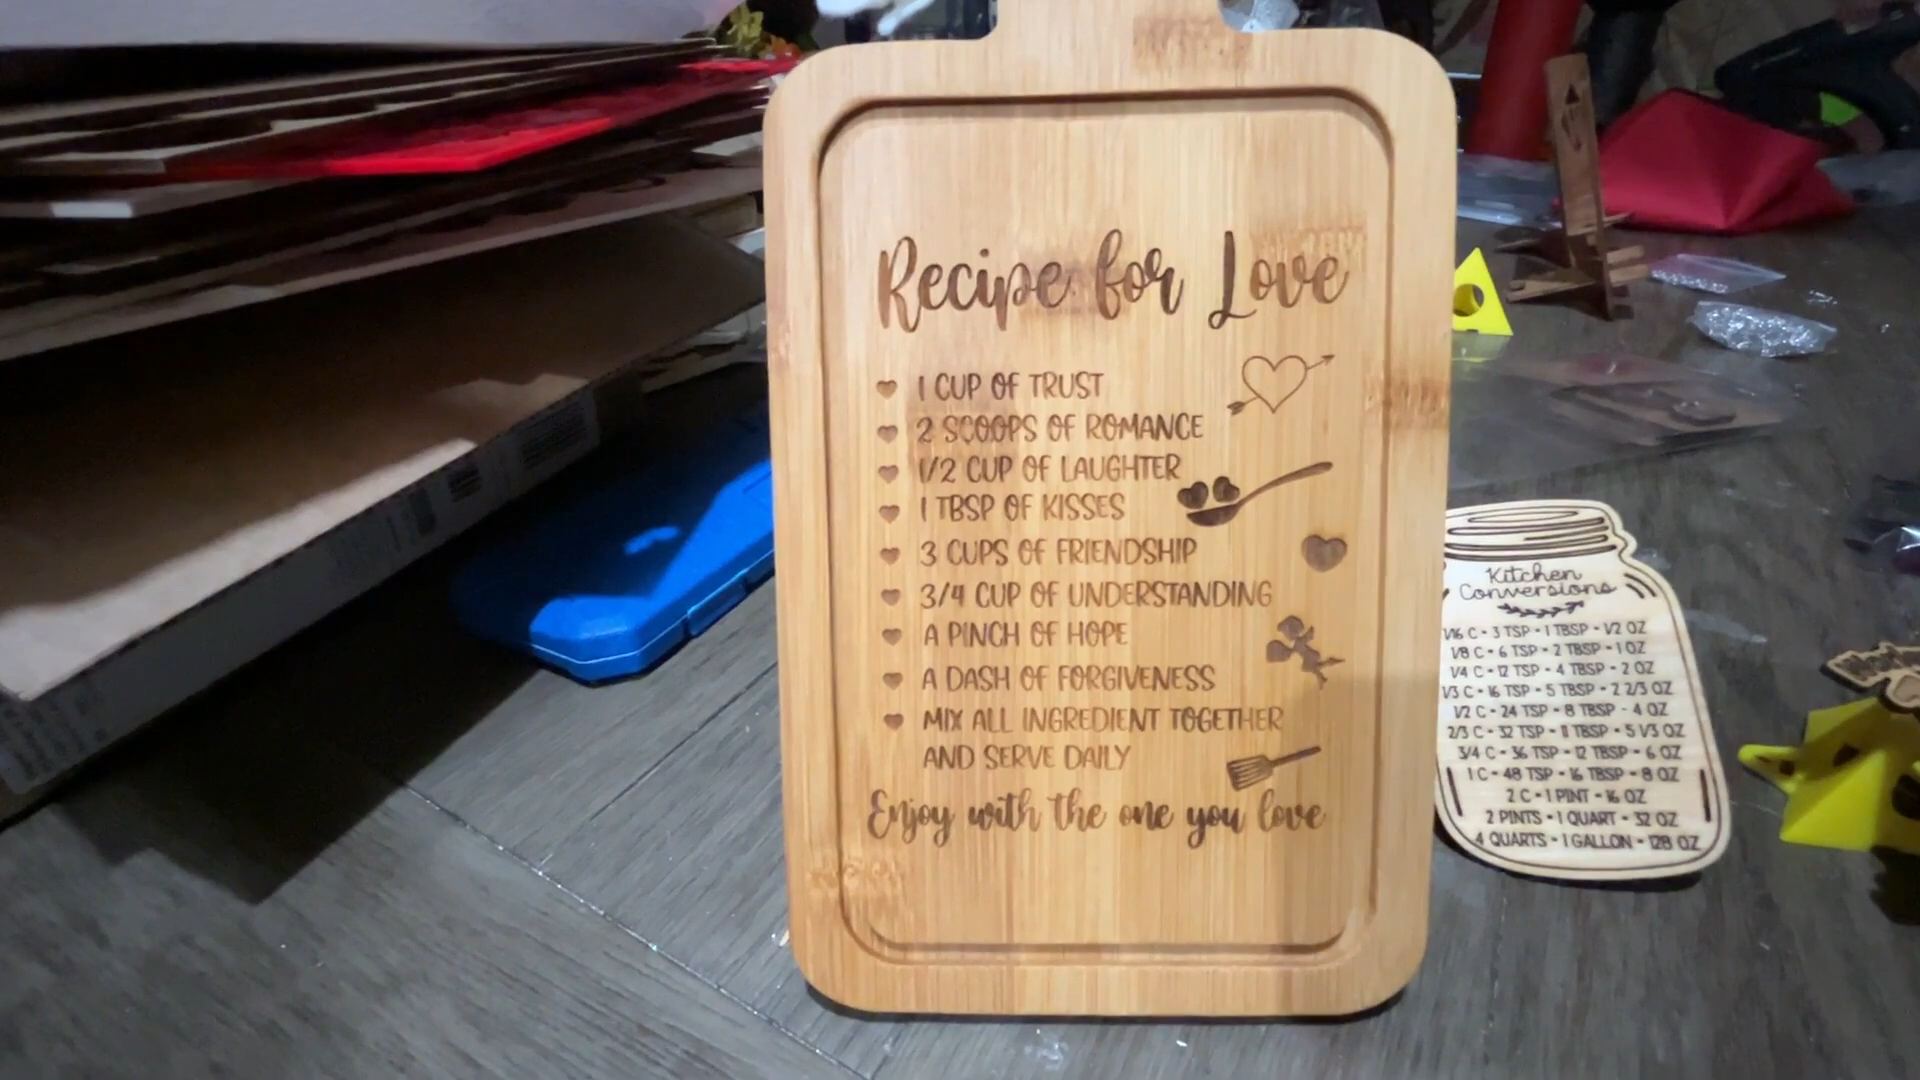 Recipe for Love
1 CUP OF TRUST
2 SCOOPS OF ROMANCE
1/2 CUP OF LAUGHTER
1 TBSP OF KISSES
3 CUPS OF FRIENDSHIP
3/4 CUP OF UNDERSTANDING
A PINCH OF HOPE
A DASH OF FORGIVENESS
MIX ALL INGREDIENT TOGETHER
AND SERVE DAILY
Enjoy with the one you love
Kitchen
Conversions
1/16 C - 3 TSP - 1 TBSP - 1/2 OZ
1/8 C - 6 TSP - 2 TBSP - 1 OZ
1/4 C - 12 TSP - 4 TBSP - 2 OZ
1/3 C - 16 TSP - 5 TBSP - 2 2/3 OZ
1/2 C - 24 TSP - 8 TBSP - 4 OZ
2/3 C - 32 TSP - 11 TBSP - 5 1/3 OZ
3/4 C - 36 TSP - 12 TBSP - 6 OZ
1 C - 48 TSP - 16 TBSP - 8 OZ
2 C - 1 PINT - 16 OZ
2 PINTS - 1 QUART - 32 OZ
4 QUARTS - 1 GALLON - 128 OZ